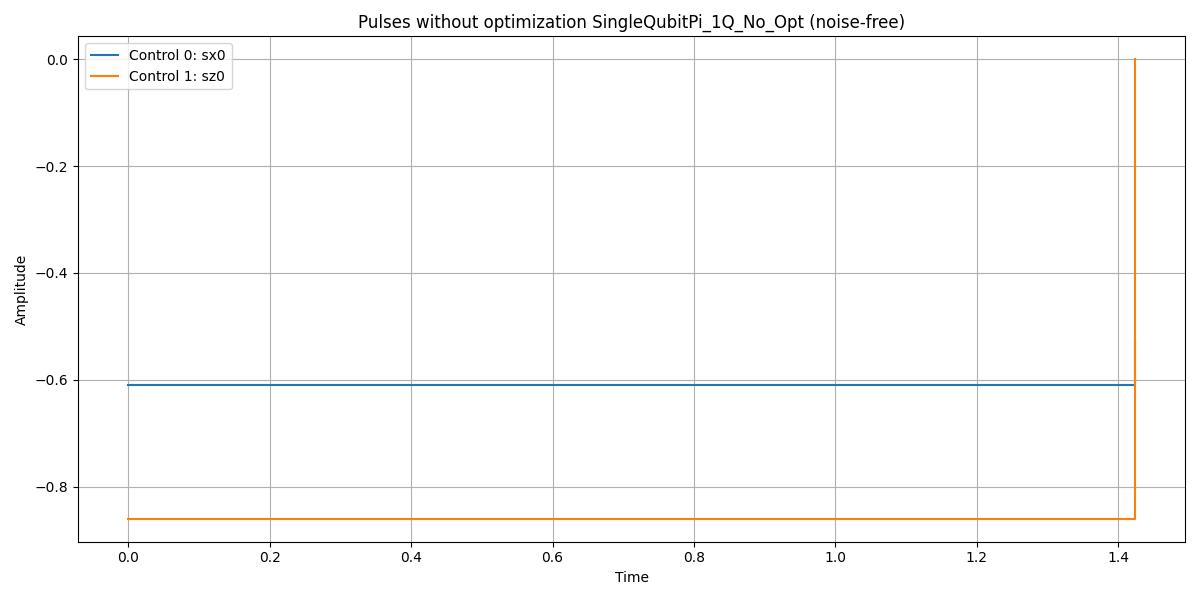 Pulses without optimization SingleQubitPi_1Q_No_Opt (noise-free)
Control 0: sx0
Control 1: sz0
Amplitude
0.0
−0.2
−0.4
−0.6
−0.8
0.0 0.2 0.4 0.6 0.8 1.0 1.2 1.4
Time